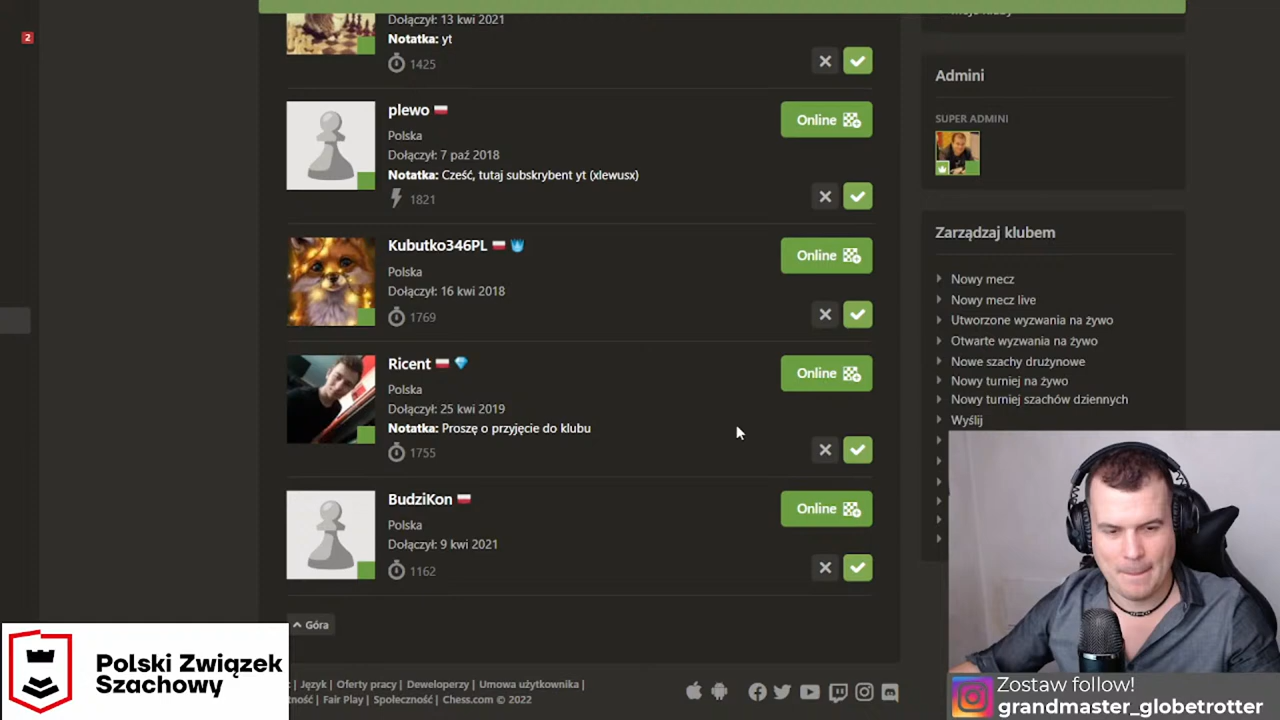 2
Dołączył: 13 kwi 2021
Notatka: yt
1425
plewo
Online
Polska
Dołączył: 7 paź 2018
Notatka: Cześć, tutaj subskrybent yt (xlewusx)
1821
Kubutko346PL
Online
Polska
Dołączył: 16 kwi 2018
1769
Ricent
Online
Polska
Dołączył: 25 kwi 2019
Notatka: Proszę o przyjęcie do klubu
1755
BudziKon
Online
Polska
Dołączył: 9 kwi 2021
1162
Góra
Admini
SUPER ADMINI
Zarządzaj klubem
Nowy mecz
Nowy mecz live
Utworzone wyzwania na żywo
Otwarte wyzwania na żywo
Nowe szachy drużynowe
Nowy turniej na żywo
Nowy turniej szachów dziennych
Wyślij
| Język | Oferty pracy | Deweloperzy | Umowa użytkownika |
| Fair Play | Społeczność | Chess.com © 2022
Polski Związek
Szachowy
Zostaw follow!
grandmaster_globetrotter